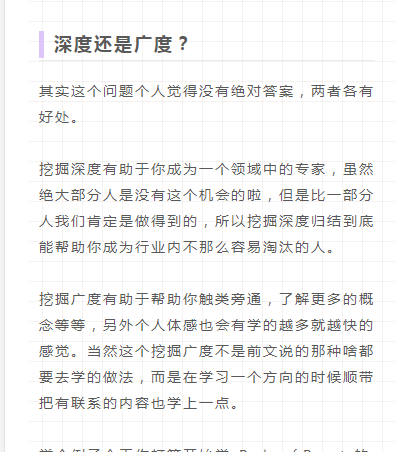 深度还是广度？
其实这个问题个人觉得没有绝对答案，两者各有
好处。
挖掘深度有助于你成为一个领域中的专家，虽然
绝大部分人是没有这个机会的啦，但是比一部分
人我们肯定是做得到的，所以挖掘深度归结到底
能帮助你成为行业内不那么容易淘汰的人。
挖掘广度有助于帮助你触类旁通，了解更多的概
念等等，另外个人体感也会有学的越多就越快的
感觉。当然这个挖掘广度不是前文说的那种啥都
要去学的做法，而是在学习一个方向的时候顺带
把有联系的内容也学上一点。